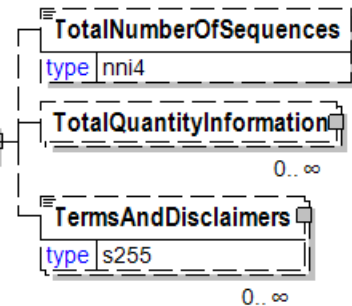 TotalNumberOfSequences
type nni4
TotalQuantityInformation
0.. ∞
TermsAndDisclaimers
type s255
0.. ∞